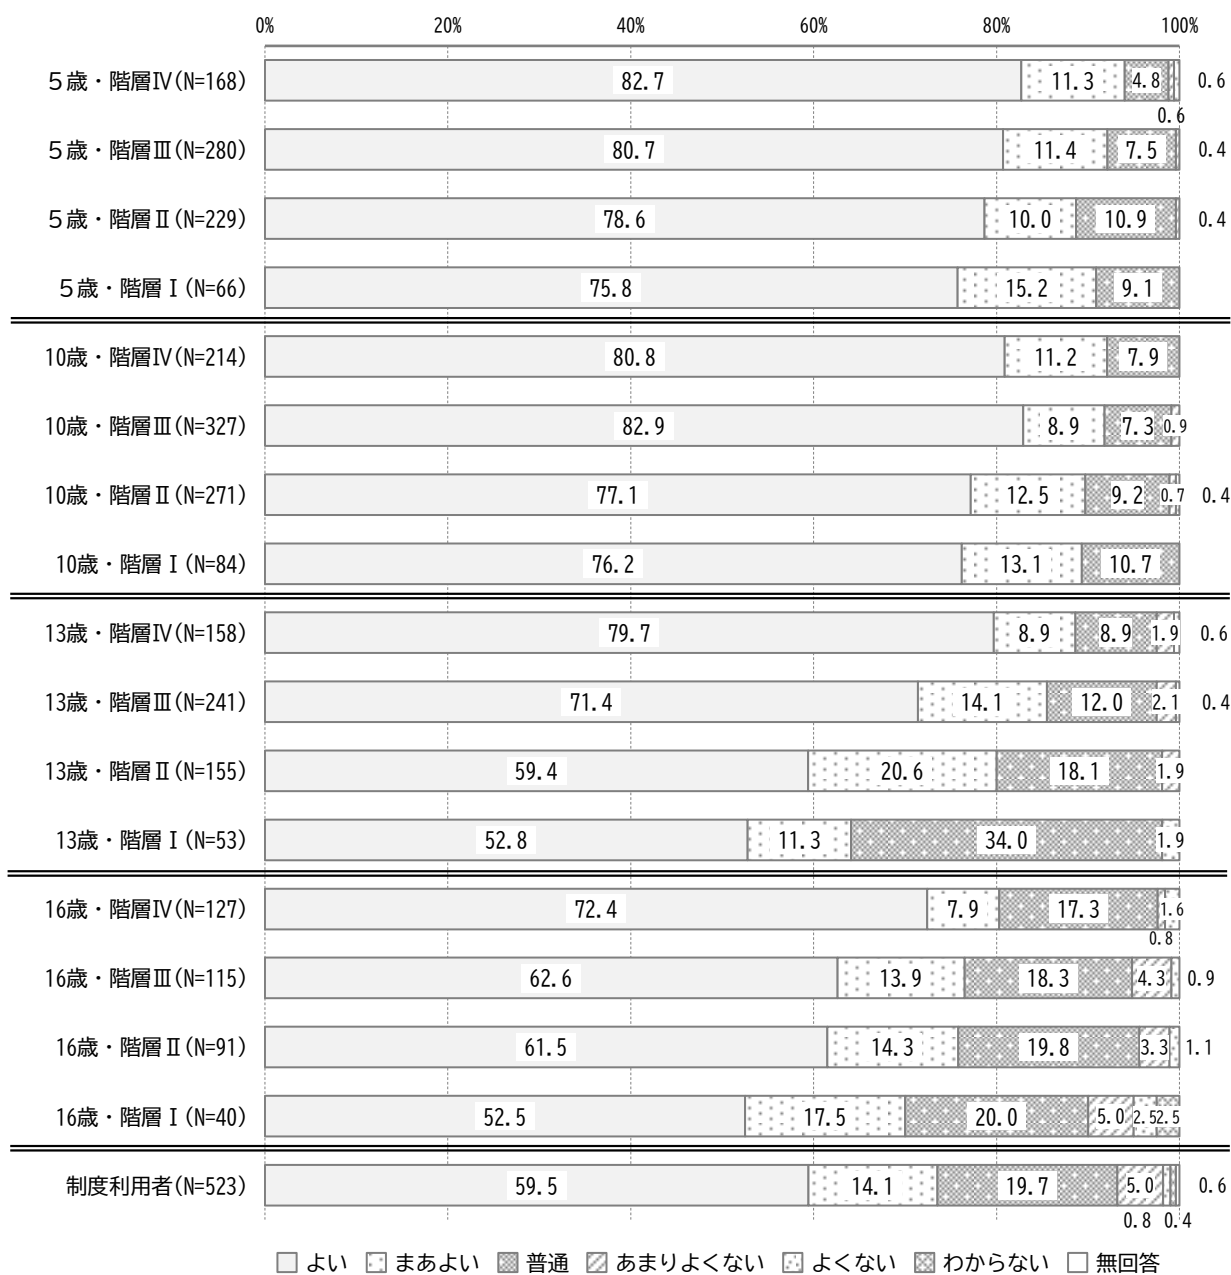 0% 20% 40% 60% 80% 100%
5歳・階層Ⅳ(N=168) 82.7 11.3 4.8 0.6
0.6
5歳・階層Ⅲ(N=280) 80.7 11.4 7.5 0.4
5歳・階層Ⅱ(N=229) 78.6 10.0 10.9 0.4
5歳・階層Ⅰ(N=66) 75.8 15.2 9.1
10歳・階層Ⅳ(N=214) 80.8 11.2 7.9
10歳・階層Ⅲ(N=327) 82.9 8.9 7.3 0.9
10歳・階層Ⅱ(N=271) 77.1 12.5 9.2 0.7 0.4
10歳・階層Ⅰ(N=84) 76.2 13.1 10.7
13歳・階層Ⅳ(N=158) 79.7 8.9 8.9 1.9 0.6
13歳・階層Ⅲ(N=241) 71.4 14.1 12.0 2.1 0.4
13歳・階層Ⅱ(N=155) 59.4 20.6 18.1 1.9
13歳・階層Ⅰ(N=53) 52.8 11.3 34.0 1.9
16歳・階層Ⅳ(N=127) 72.4 7.9 17.3 1.6
0.8
16歳・階層Ⅲ(N=115) 62.6 13.9 18.3 4.3 0.9
16歳・階層Ⅱ(N=91) 61.5 14.3 19.8 3.3 1.1
16歳・階層Ⅰ(N=40) 52.5 17.5 20.0 5.0 2.5 2.5
制度利用者(N=523) 59.5 14.1 19.7 5.0 0.6
0.8 0.4
よい まあよい 普通 あまりよくない よくない わからない 無回答